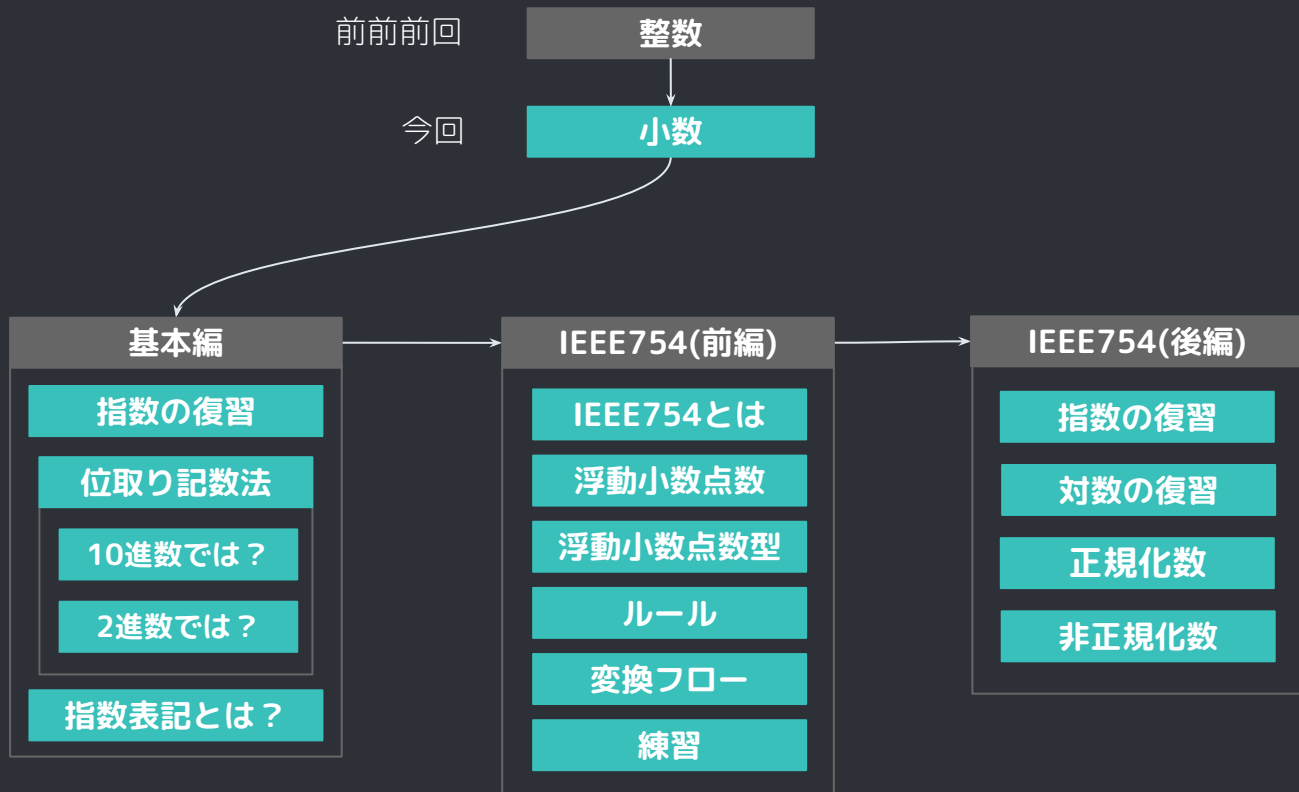 前前前回
整数
今回
小数
基本編
指数の復習
位取り記数法
10進数では？
2進数では？
指数表記とは？
IEEE754(前編)
IEEE754とは
浮動小数点数
浮動小数点数型
ルール
変換フロー
練習
IEEE754(後編)
指数の復習
対数の復習
正規化数
非正規化数